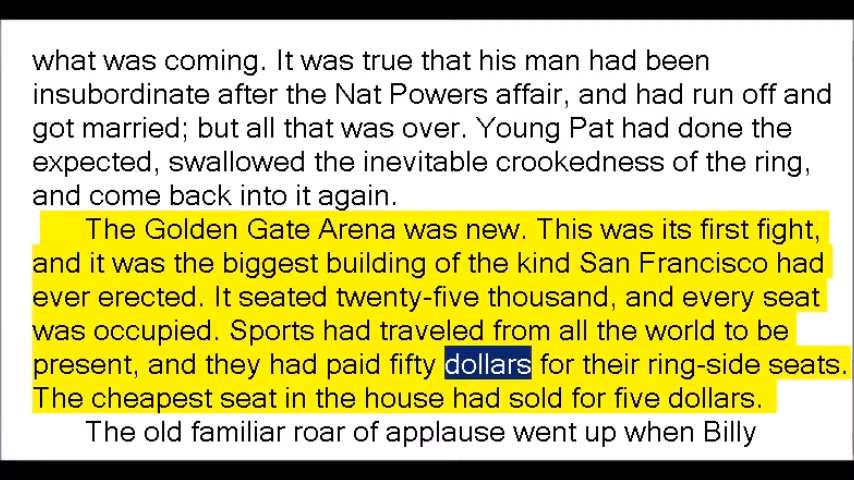 what was coming. It was true that his man had been
insubordinate after the Nat Powers affair, and had run off and
got married; but all that was over. Young Pat had done the
expected, swallowed the inevitable crookedness of the ring,
and come back into it again.
The Golden Gate Arena was new. This was its first fight,
and it was the biggest building of the kind San Francisco had
ever erected. It seated twenty-five thousand, and every seat
was occupied. Sports had traveled from all the world to be
present, and they had paid fifty dollars for their ring-side seats.
The cheapest seat in the house had sold for five dollars.
The old familiar roar of applause went up when Billy